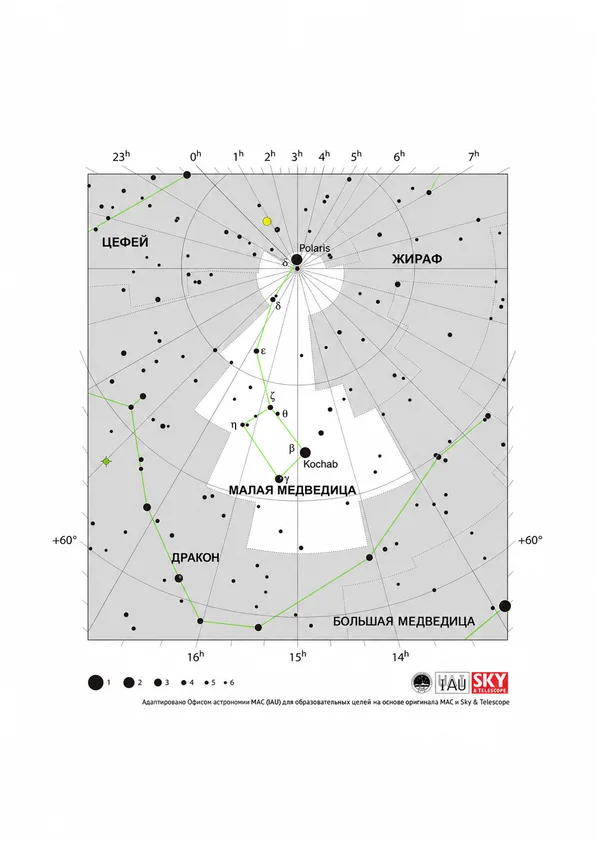 23h 0h 1h 2h 3h 4h 5h 6h 7h
Polaris
δ
ЦЕФЕЙ
ЖИРАФ
δ
ε
ζ
θ
η
β
Kochab
γ
МАЛАЯ МЕДВЕДИЦА
+60° +60°
ДРАКОН
БОЛЬШАЯ МЕДВЕДИЦА
16h 15h 14h
1 2 3 4 5 6
IAU SKY
& TELESCOPE
Адаптировано Офисом астрономии МАС (IAU) для образовательных целей на основе оригинала МАС и Sky & Telescope